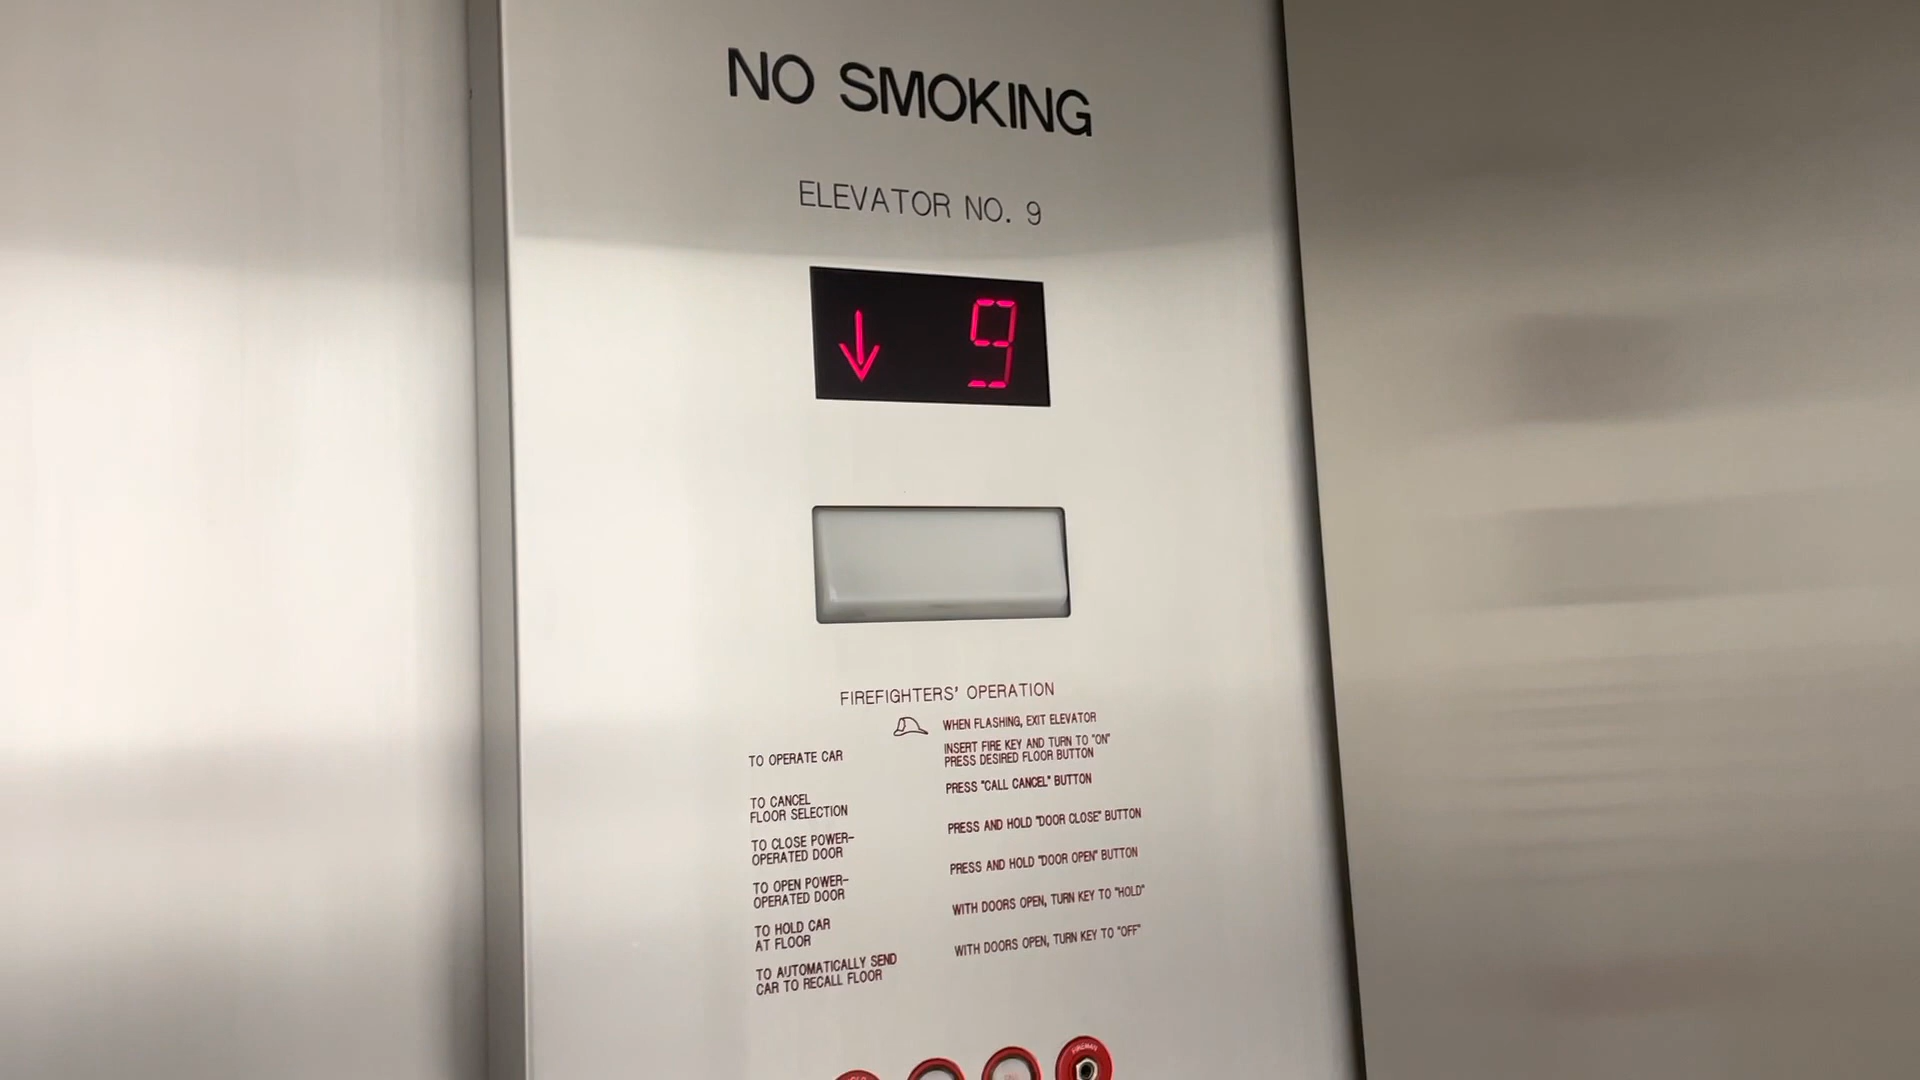 NO SMOKING
ELEVATOR NO. 9
↓ 9
FIREFIGHTERS' OPERATION
WHEN FLASHING, EXIT ELEVATOR
TO OPERATE CAR
INSERT FIRE KEY AND TURN TO "ON"
PRESS DESIRED FLOOR BUTTON
TO CANCEL
FLOOR SELECTION
PRESS "CALL CANCEL" BUTTON
TO CLOSE POWER-
OPERATED DOOR
PRESS AND HOLD "DOOR CLOSE" BUTTON
TO OPEN POWER-
OPERATED DOOR
PRESS AND HOLD "DOOR OPEN" BUTTON
TO HOLD CAR
AT FLOOR
WITH DOORS OPEN, TURN KEY TO "HOLD"
TO AUTOMATICALLY SEND
CAR TO RECALL FLOOR
WITH DOORS OPEN, TURN KEY TO "OFF"
FIREMAN